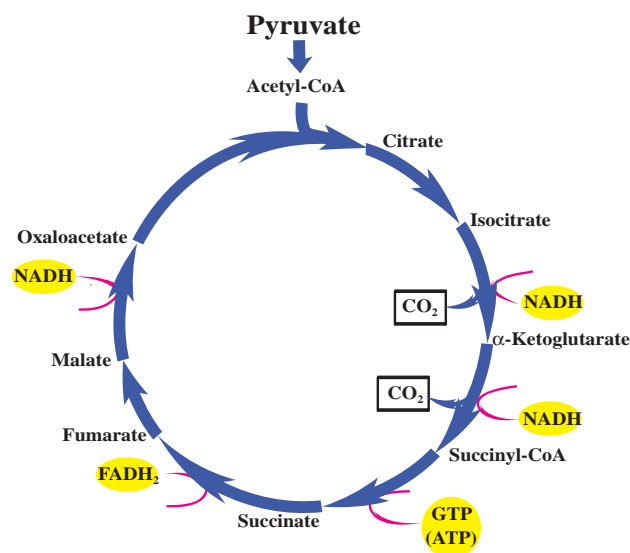 Pyruvate
Acetyl-CoA
Citrate
Isocitrate
Oxaloacetate
NADH
CO₂
NADH
α-Ketoglutarate
Malate
CO₂
NADH
Fumarate
Succinyl-CoA
FADH₂
Succinate
GTP
(ATP)